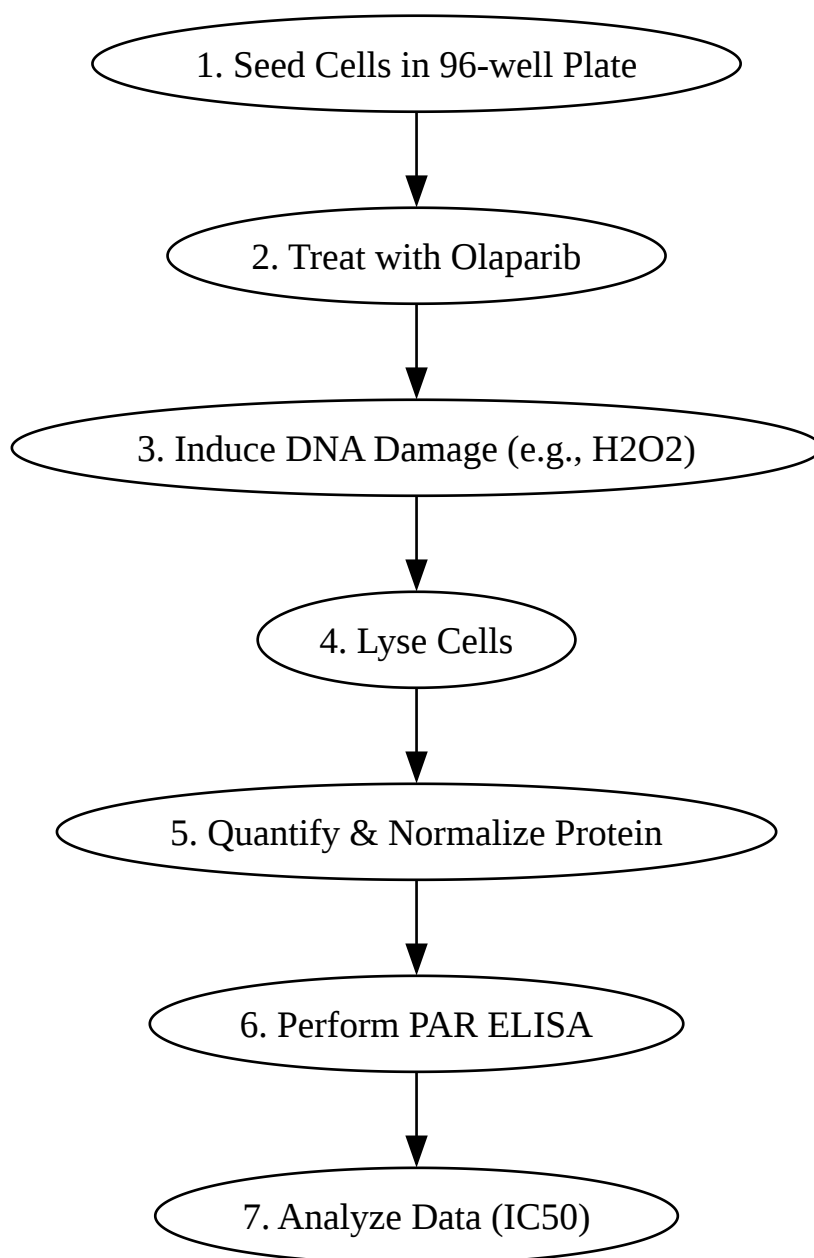 1. Seed Cells in 96-well Plate
2. Treat with Olaparib
3. Induce DNA Damage (e.g., H2O2)
4. Lyse Cells
5. Quantify & Normalize Protein
6. Perform PAR ELISA
7. Analyze Data (IC50)